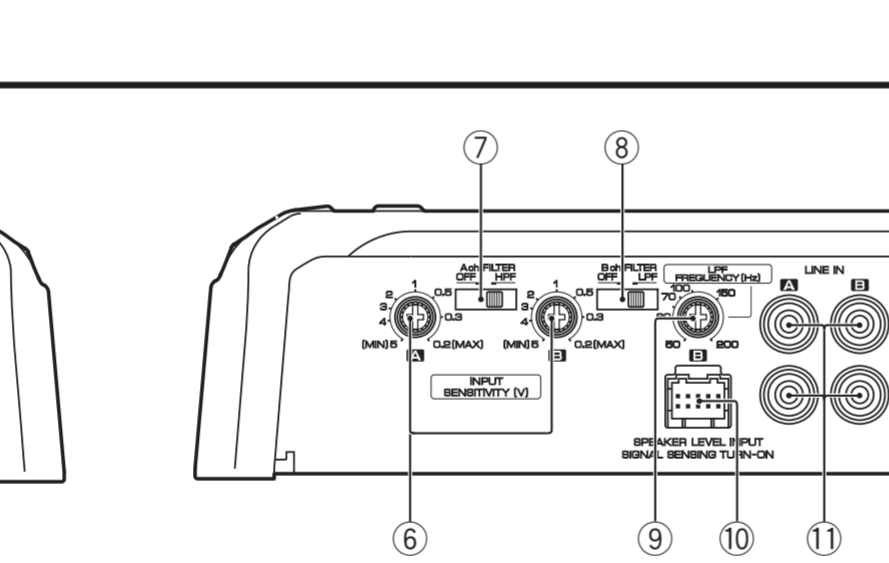 ⑦ ⑧
A ch FILTER
OFF HPF
B ch FILTER
OFF LPF
LPF
FREQUENCY (Hz)
LINE IN
A B
1
2 0.5
3
4 0.3
(MIN) 5 0.2 (MAX)
A
1
2 0.5
3
4 0.3
(MIN) 5 0.2 (MAX)
B
100
70 150
50 200
B
INPUT
SENSITIVITY (V)
SPEAKER LEVEL INPUT
SIGNAL SENSING TURN-ON
⑥ ⑨ ⑩ ⑪